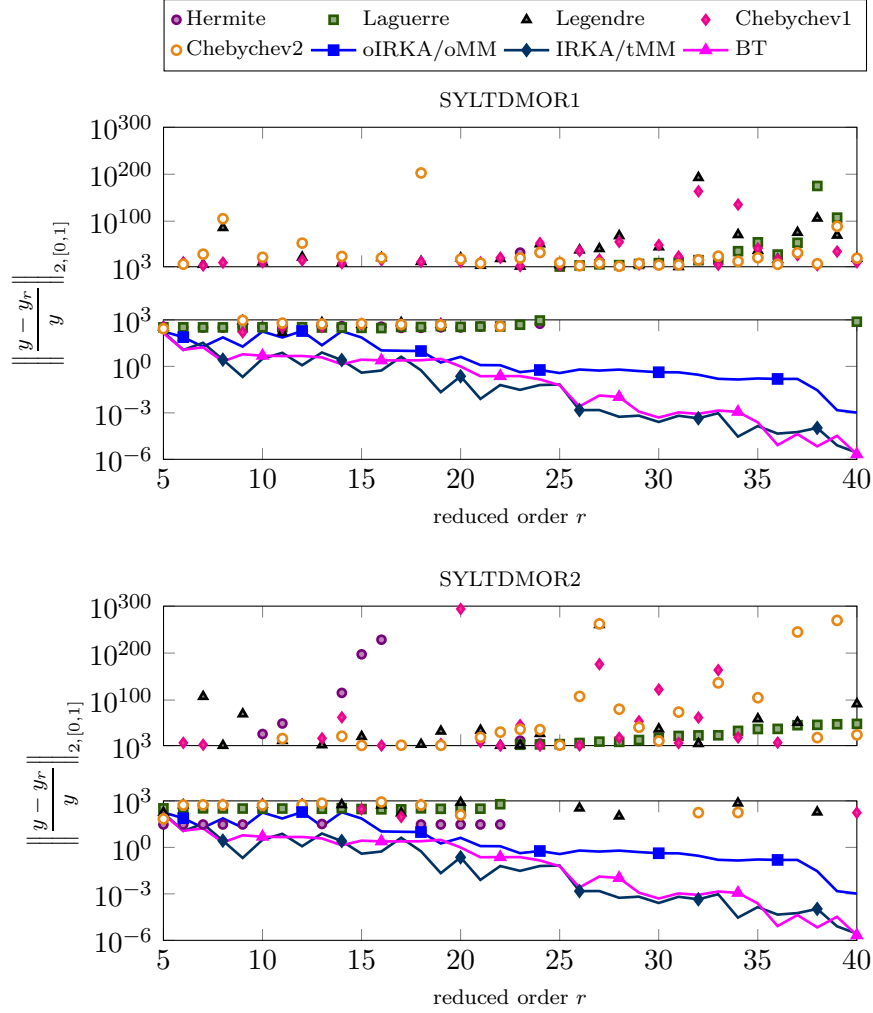 Hermite Laguerre Legendre Chebychev1
Chebychev2 oIRKA/oMM IRKA/tMM BT
SYLTDMOR1
10^300
10^200
10^100
10^3
10^3
10^0
10^−3
10^−6
‖ (y − y_r)/y ‖_2,[0,1]
5 10 15 20 25 30 35 40
reduced order r
SYLTDMOR2
10^300
10^200
10^100
10^3
10^3
10^0
10^−3
10^−6
‖ (y − y_r)/y ‖_2,[0,1]
5 10 15 20 25 30 35 40
reduced order r